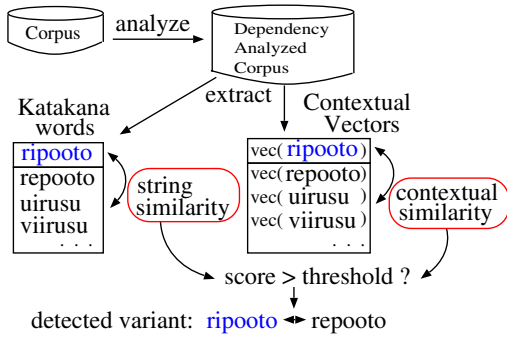 Corpus
analyze
Dependency
Analyzed
Corpus
extract
Katakana
words
ripooto
repooto
uirusu
viirusu
. . .
string
similarity
Contextual
Vectors
vec( ripooto )
vec( repooto )
vec( uirusu )
vec( viirusu )
. . .
contextual
similarity
score > threshold ?
detected variant: ripooto ↔ repooto